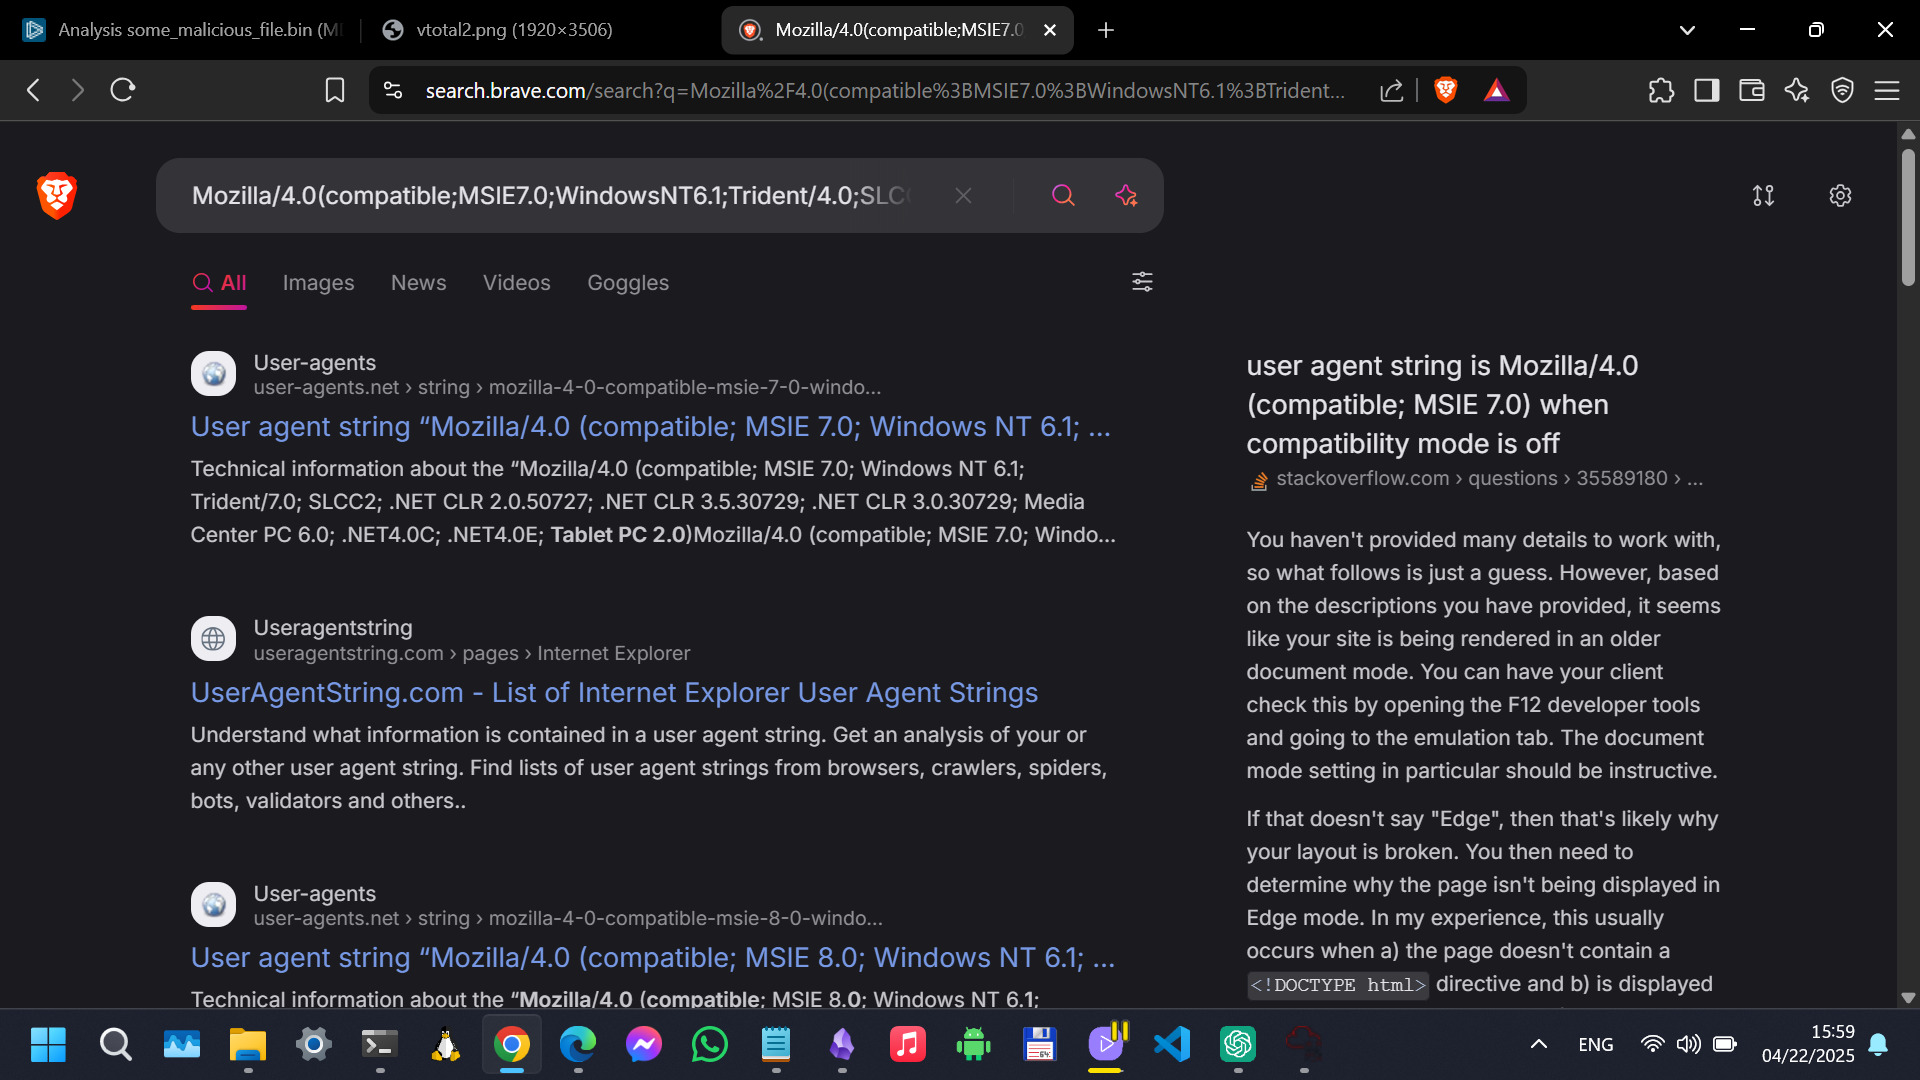 Analysis some_malicious_file.bin (M
vtotal2.png (1920×3506)
Mozilla/4.0(compatible;MSIE7.0
search.brave.com/search?q=Mozilla%2F4.0(compatible%3BMSIE7.0%3BWindowsNT6.1%3BTrident...
Mozilla/4.0(compatible;MSIE7.0;WindowsNT6.1;Trident/4.0;SLC
All
Images
News
Videos
Goggles
User-agents
user-agents.net › string › mozilla-4-0-compatible-msie-7-0-windo...
User agent string “Mozilla/4.0 (compatible; MSIE 7.0; Windows NT 6.1; ...
Technical information about the “Mozilla/4.0 (compatible; MSIE 7.0; Windows NT 6.1;
Trident/7.0; SLCC2; .NET CLR 2.0.50727; .NET CLR 3.5.30729; .NET CLR 3.0.30729; Media
Center PC 6.0; .NET4.0C; .NET4.0E; Tablet PC 2.0)Mozilla/4.0 (compatible; MSIE 7.0; Windo...
Useragentstring
useragentstring.com › pages › Internet Explorer
UserAgentString.com - List of Internet Explorer User Agent Strings
Understand what information is contained in a user agent string. Get an analysis of your or
any other user agent string. Find lists of user agent strings from browsers, crawlers, spiders,
bots, validators and others..
User-agents
user-agents.net › string › mozilla-4-0-compatible-msie-8-0-windo...
User agent string “Mozilla/4.0 (compatible; MSIE 8.0; Windows NT 6.1; ...
Technical information about the “Mozilla/4.0 (compatible; MSIE 8.0; Windows NT 6.1;
user agent string is Mozilla/4.0
(compatible; MSIE 7.0) when
compatibility mode is off
stackoverflow.com › questions › 35589180 › ...
You haven't provided many details to work with,
so what follows is just a guess. However, based
on the descriptions you have provided, it seems
like your site is being rendered in an older
document mode. You can have your client
check this by opening the F12 developer tools
and going to the emulation tab. The document
mode setting in particular should be instructive.
If that doesn't say "Edge", then that's likely why
your layout is broken. You then need to
determine why the page isn't being displayed in
Edge mode. In my experience, this usually
occurs when a) the page doesn't contain a
<!DOCTYPE html> directive and b) is displayed
64
ENG
15:59
04/22/2025